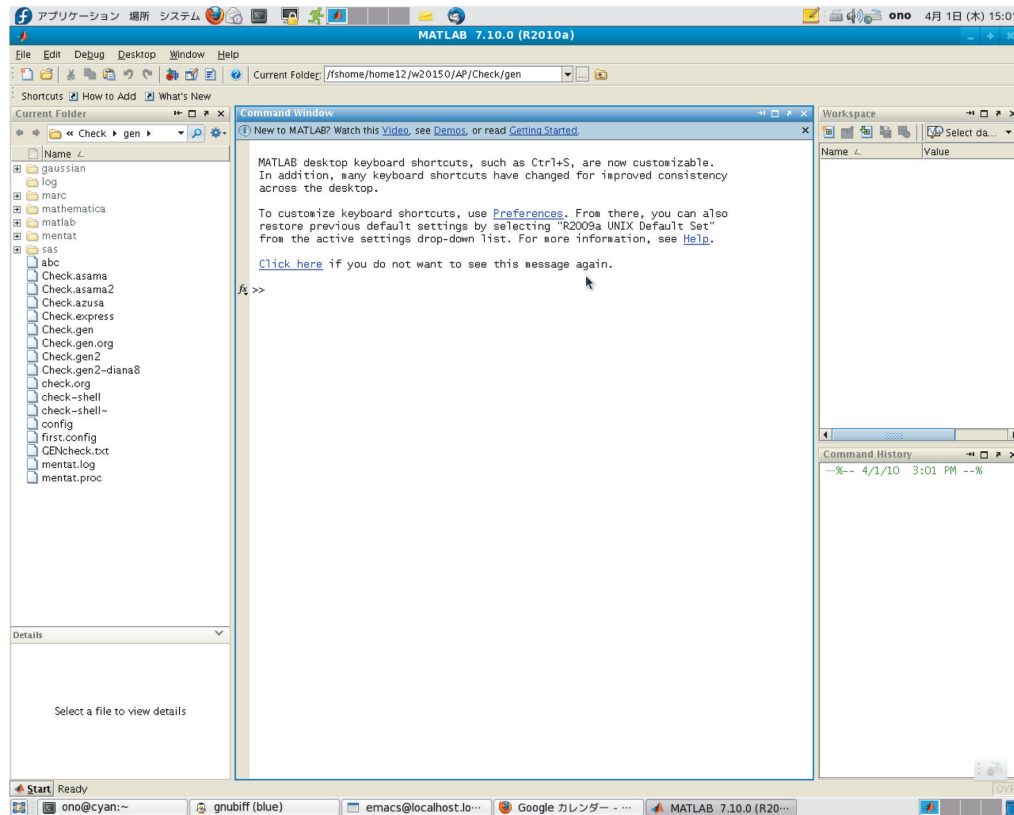 アプリケーション 場所 システム ono 4月 1日 (木) 15:01
MATLAB 7.10.0 (R2010a)
File Edit Debug Desktop Window Help
Current Folder: /fshome/home12/w20150/AP/Check/gen
Shortcuts How to Add What's New
Current Folder
« Check gen
Name
gaussian
log
marc
mathematica
matlab
mentat
sas
abc
Check.asama
Check.asama2
Check.azusa
Check.express
Check.gen
Check.gen.org
Check.gen2
Check.gen2-diana8
check.org
check-shell
check-shell~
config
first.config
GENcheck.txt
mentat.log
mentat.proc
Details
Select a file to view details
Command Window
New to MATLAB? Watch this Video, see Demos, or read Getting Started.
MATLAB desktop keyboard shortcuts, such as Ctrl+S, are now customizable.
In addition, many keyboard shortcuts have changed for improved consistency
across the desktop.
To customize keyboard shortcuts, use Preferences. From there, you can also
restore previous default settings by selecting "R2009a UNIX Default Set"
from the active settings drop-down list. For more information, see Help.
Click here if you do not want to see this message again.
fx >>
Workspace
Select da...
Name Value
Command History
%-- 4/1/10 3:01 PM --%
Start Ready OVR
ono@cyan:~ gnubiff (blue) emacs@localhost.lo… Google カレンダー - … MATLAB 7.10.0 (R20…